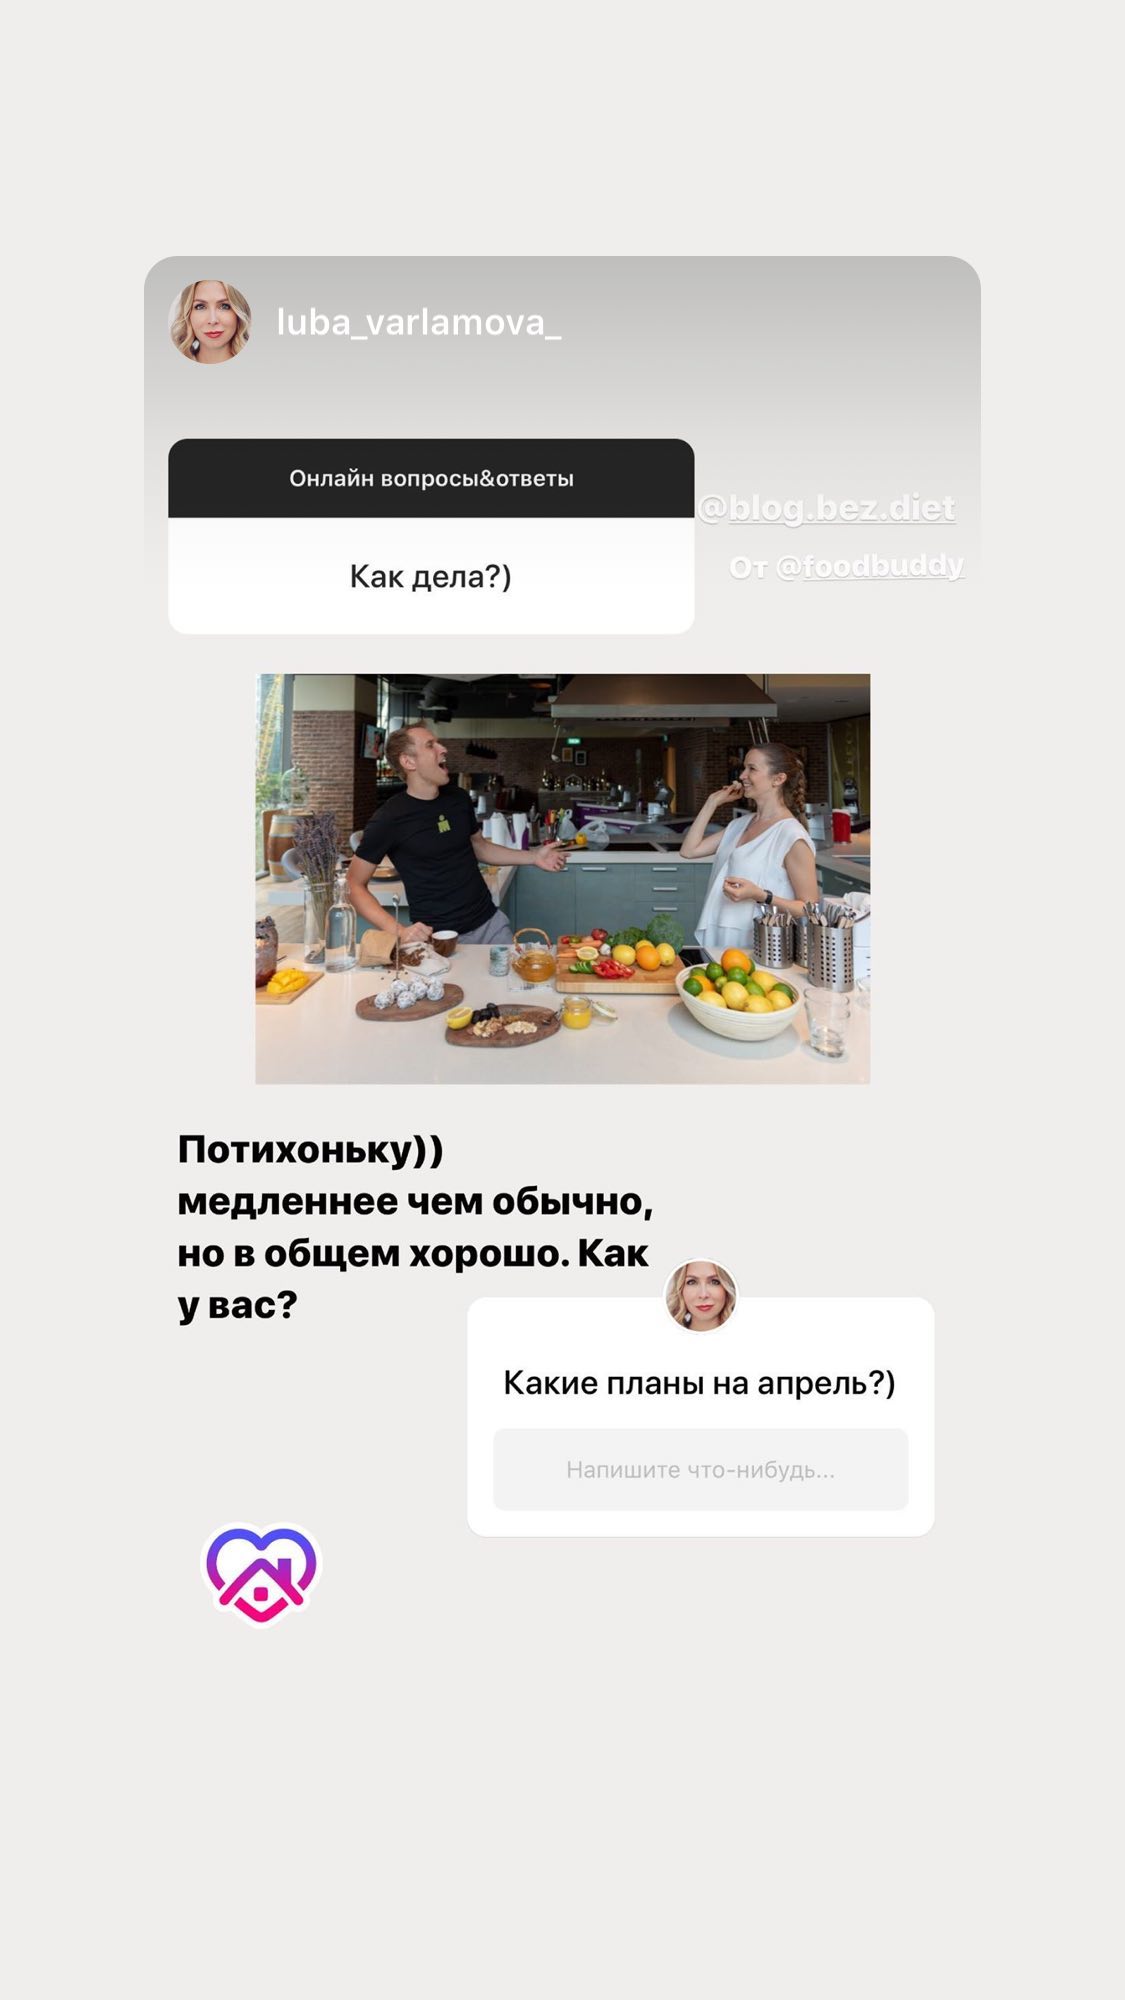 luba_varlamova_
Онлайн вопросы&ответы
@blog.bez.diet
Как дела?)
От @foodbuddy
Потихоньку))
медленнее чем обычно,
но в общем хорошо. Как
у вас?
Какие планы на апрель?)
Напишите что-нибудь...